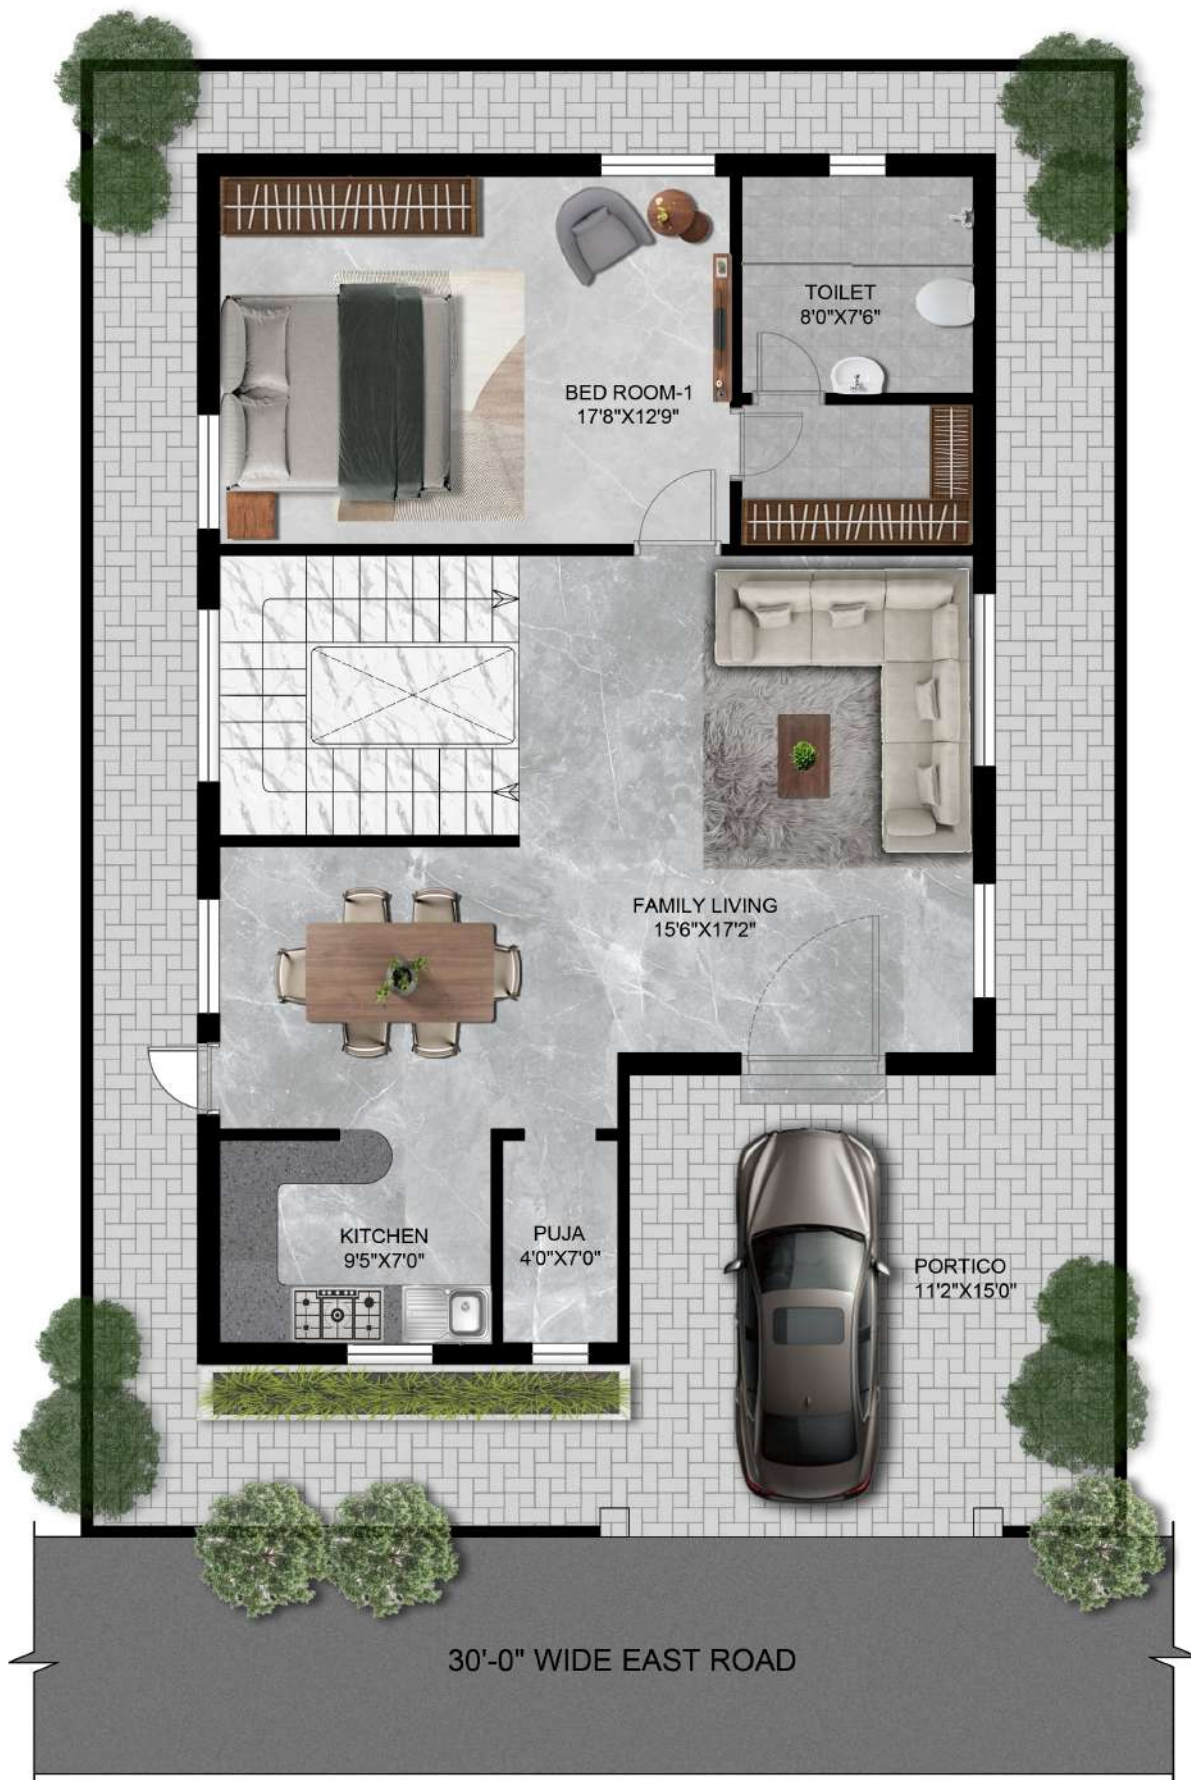 TOILET
8'0"X7'6"
BED ROOM-1
17'8"X12'9"
FAMILY LIVING
15'6"X17'2"
KITCHEN
9'5"X7'0"
PUJA
4'0"X7'0"
PORTICO
11'2"X15'0"
30'-0" WIDE EAST ROAD